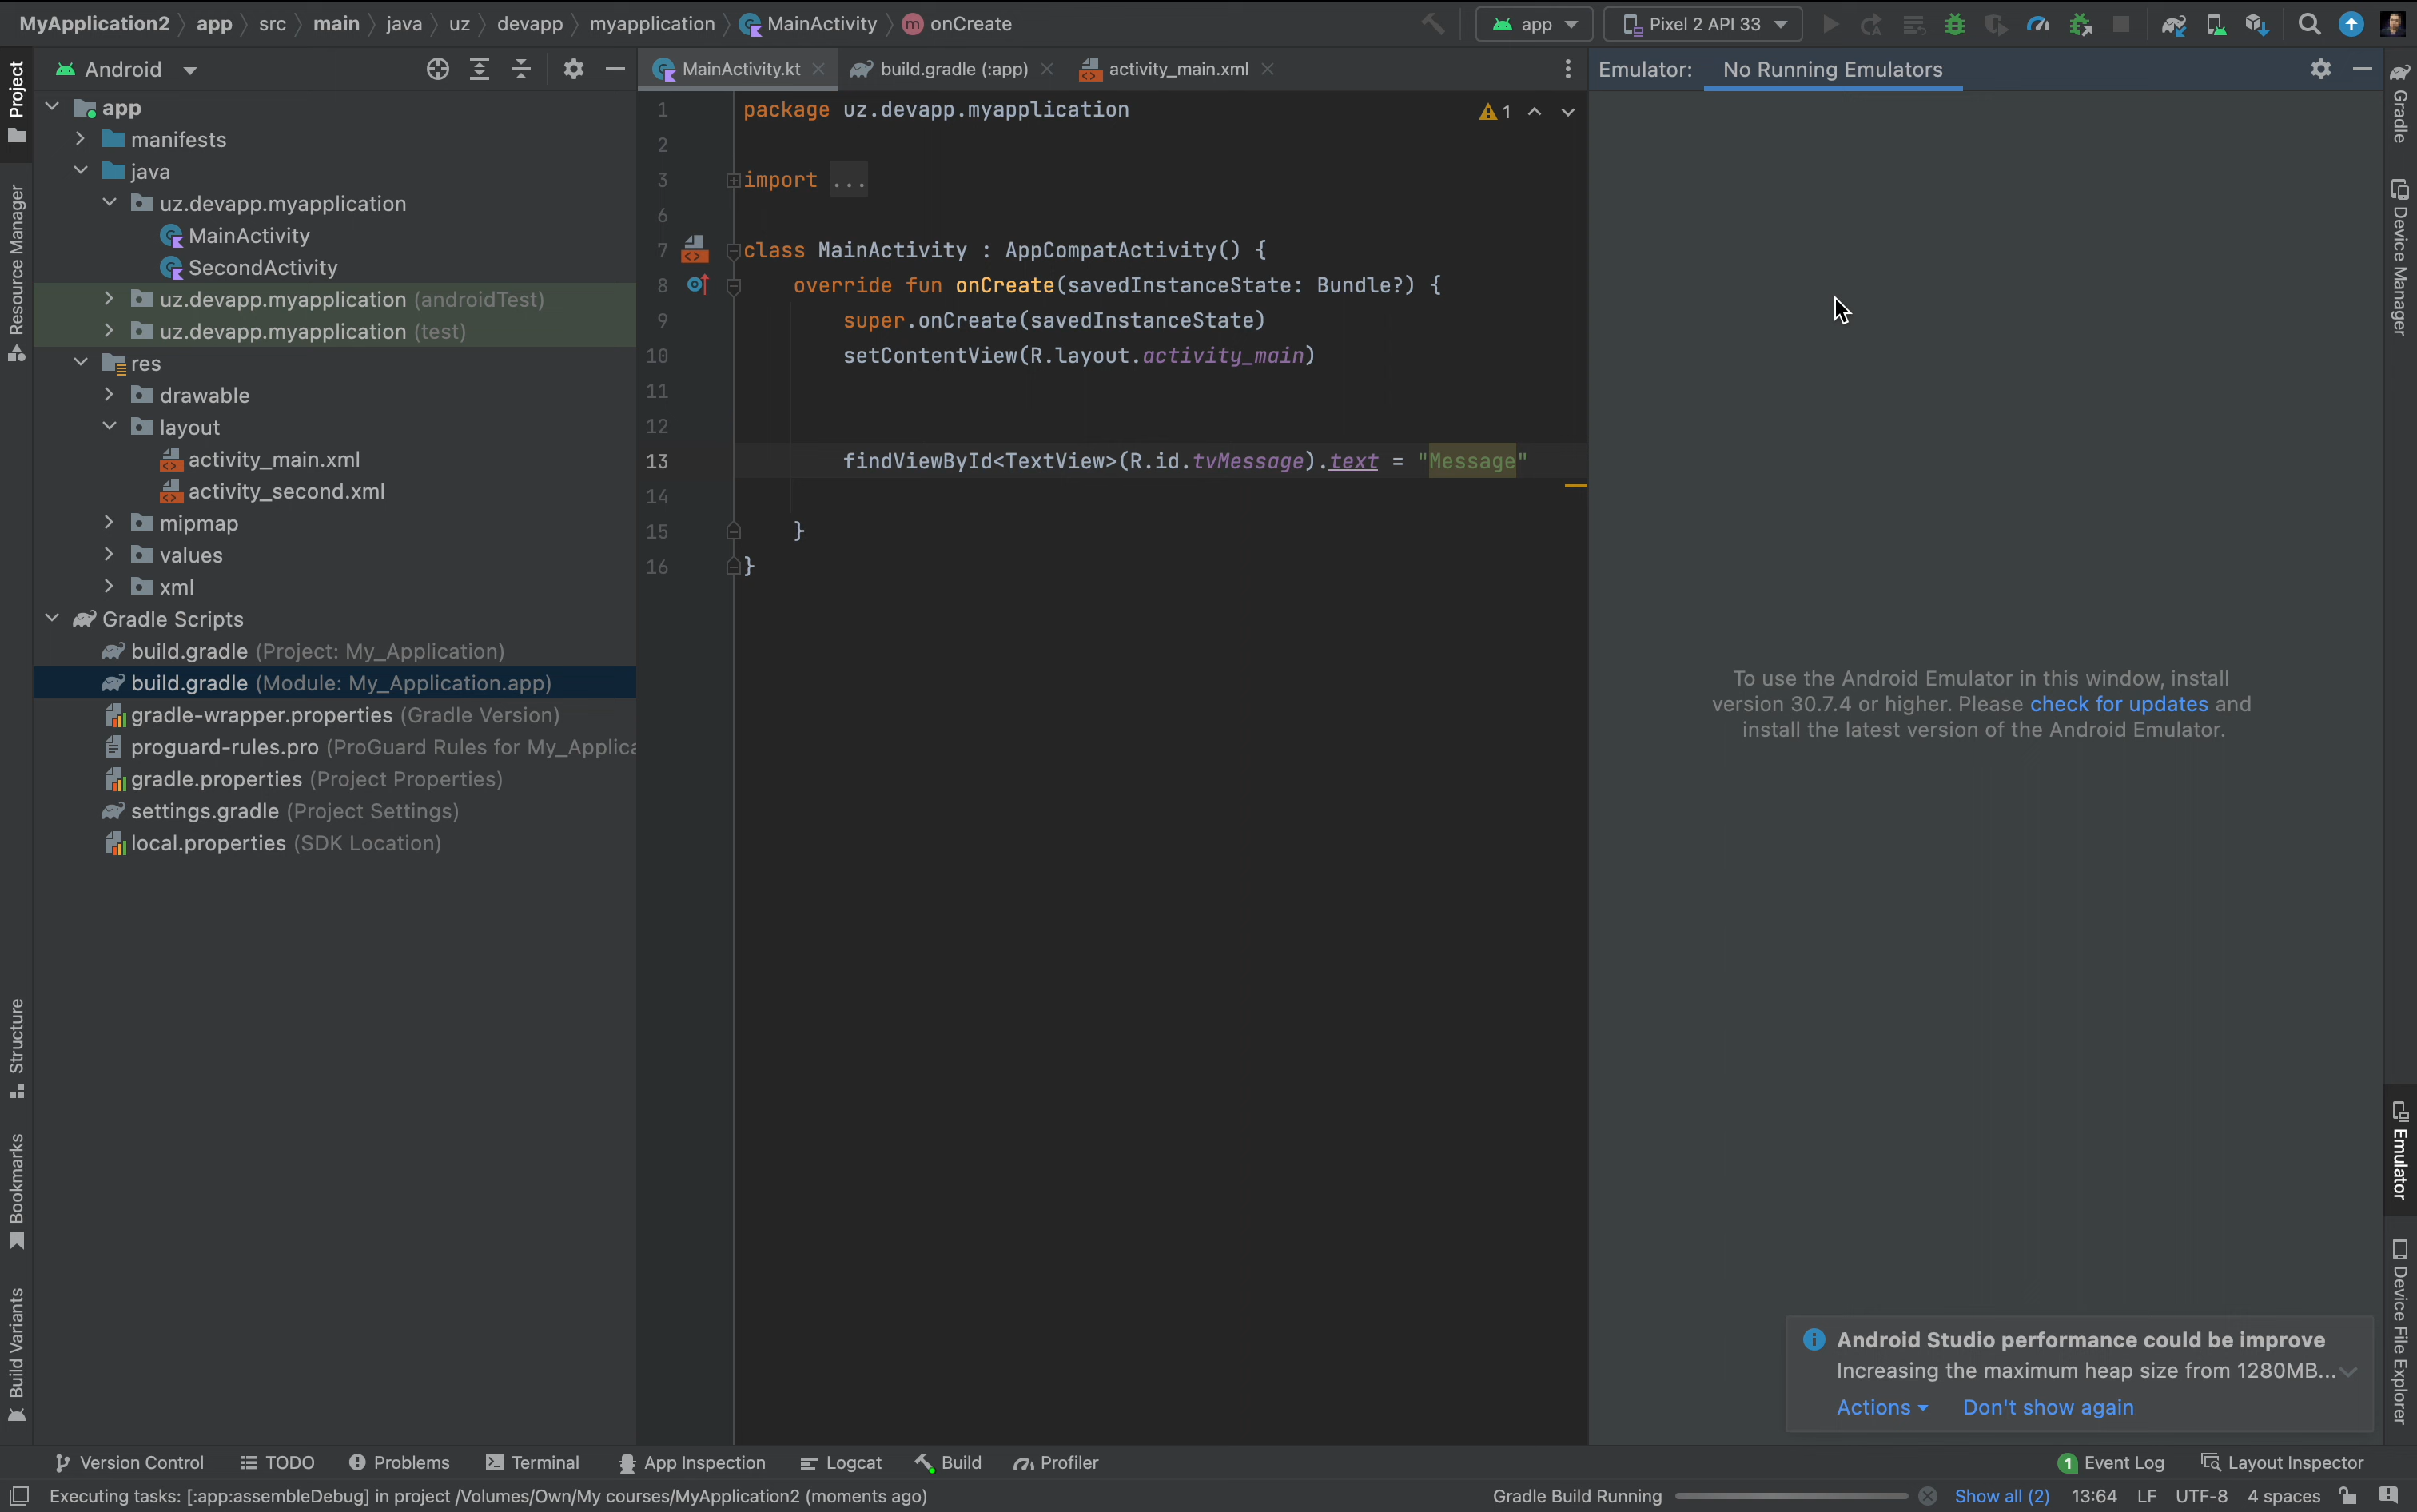 MyApplication2 app src main java uz devapp myapplication MainActivity onCreate
app Pixel 2 API 33
Android
MainActivity.kt build.gradle (:app) activity_main.xml
Emulator: No Running Emulators
Project
Resource Manager
Structure
Bookmarks
Build Variants
app
manifests
java
uz.devapp.myapplication
MainActivity
SecondActivity
uz.devapp.myapplication (androidTest)
uz.devapp.myapplication (test)
res
drawable
layout
activity_main.xml
activity_second.xml
mipmap
values
xml
Gradle Scripts
build.gradle (Project: My_Application)
build.gradle (Module: My_Application.app)
gradle-wrapper.properties (Gradle Version)
proguard-rules.pro (ProGuard Rules for My_Applica
gradle.properties (Project Properties)
settings.gradle (Project Settings)
local.properties (SDK Location)
1 package uz.devapp.myapplication
1
2
3 import ...
6
7 class MainActivity : AppCompatActivity() {
8 override fun onCreate(savedInstanceState: Bundle?) {
9 super.onCreate(savedInstanceState)
10 setContentView(R.layout.activity_main)
11
12
13 findViewById<TextView>(R.id.tvMessage).text = "Message"
14
15 }
16 }
To use the Android Emulator in this window, install
version 30.7.4 or higher. Please check for updates and
install the latest version of the Android Emulator.
Android Studio performance could be improve
Increasing the maximum heap size from 1280MB...
Actions Don't show again
Gradle
Device Manager
Emulator
Device File Explorer
Version Control TODO Problems Terminal App Inspection Logcat Build Profiler
1 Event Log Layout Inspector
Executing tasks: [:app:assembleDebug] in project /Volumes/Own/My courses/MyApplication2 (moments ago)
Gradle Build Running Show all (2) 13:64 LF UTF-8 4 spaces